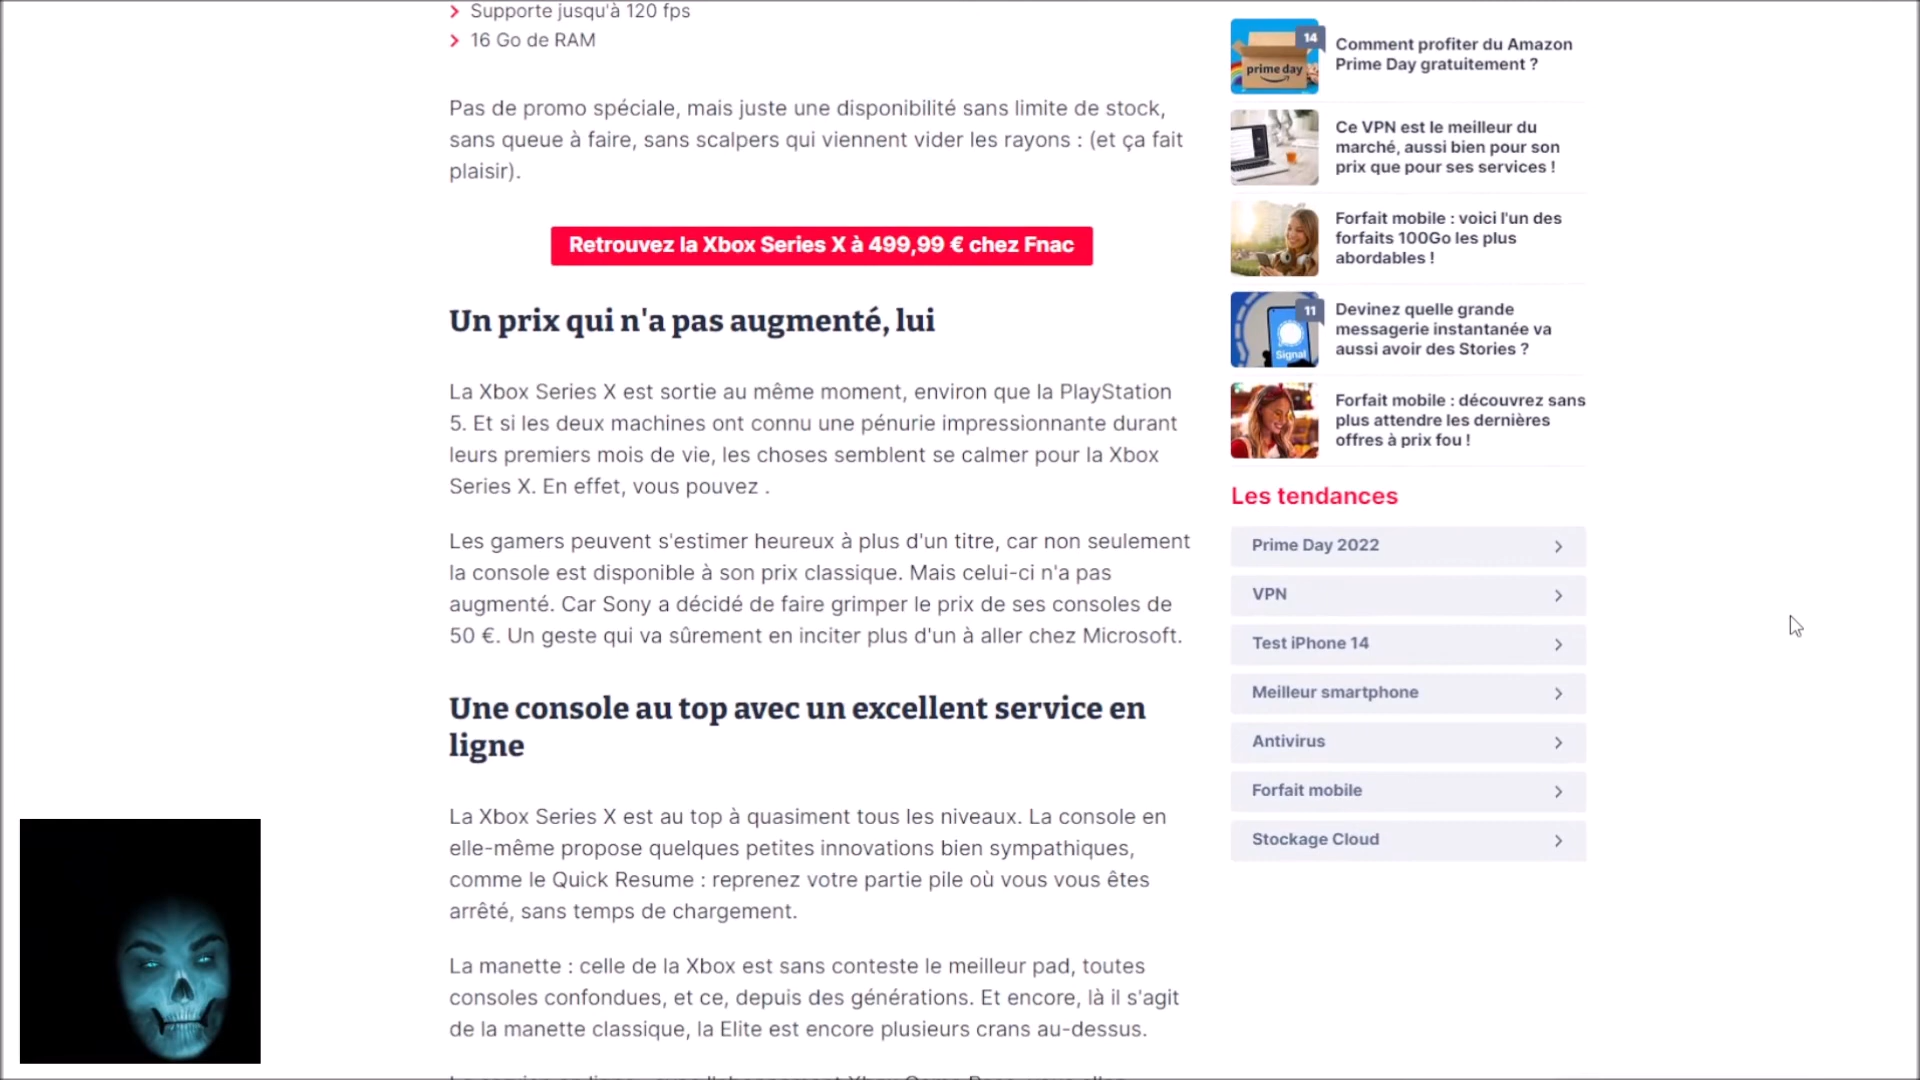 Supporte jusqu'à 120 fps
16 Go de RAM
Pas de promo spéciale, mais juste une disponibilité sans limite de stock,
sans queue à faire, sans scalpers qui viennent vider les rayons : (et ça fait
plaisir).
Retrouvez la Xbox Series X à 499,99 € chez Fnac
Un prix qui n'a pas augmenté, lui
La Xbox Series X est sortie au même moment, environ que la PlayStation
5. Et si les deux machines ont connu une pénurie impressionnante durant
leurs premiers mois de vie, les choses semblent se calmer pour la Xbox
Series X. En effet, vous pouvez .
Les gamers peuvent s'estimer heureux à plus d'un titre, car non seulement
la console est disponible à son prix classique. Mais celui-ci n'a pas
augmenté. Car Sony a décidé de faire grimper le prix de ses consoles de
50 €. Un geste qui va sûrement en inciter plus d'un à aller chez Microsoft.
Une console au top avec un excellent service en
ligne
La Xbox Series X est au top à quasiment tous les niveaux. La console en
elle-même propose quelques petites innovations bien sympathiques,
comme le Quick Resume : reprenez votre partie pile où vous vous êtes
arrêté, sans temps de chargement.
La manette : celle de la Xbox est sans conteste le meilleur pad, toutes
consoles confondues, et ce, depuis des générations. Et encore, là il s'agit
de la manette classique, la Elite est encore plusieurs crans au-dessus.
prime day
14
Comment profiter du Amazon
Prime Day gratuitement ?
Ce VPN est le meilleur du
marché, aussi bien pour son
prix que pour ses services !
Forfait mobile : voici l'un des
forfaits 100Go les plus
abordables !
11
Signal
Devinez quelle grande
messagerie instantanée va
aussi avoir des Stories ?
Forfait mobile : découvrez sans
plus attendre les dernières
offres à prix fou !
Les tendances
Prime Day 2022
VPN
Test iPhone 14
Meilleur smartphone
Antivirus
Forfait mobile
Stockage Cloud